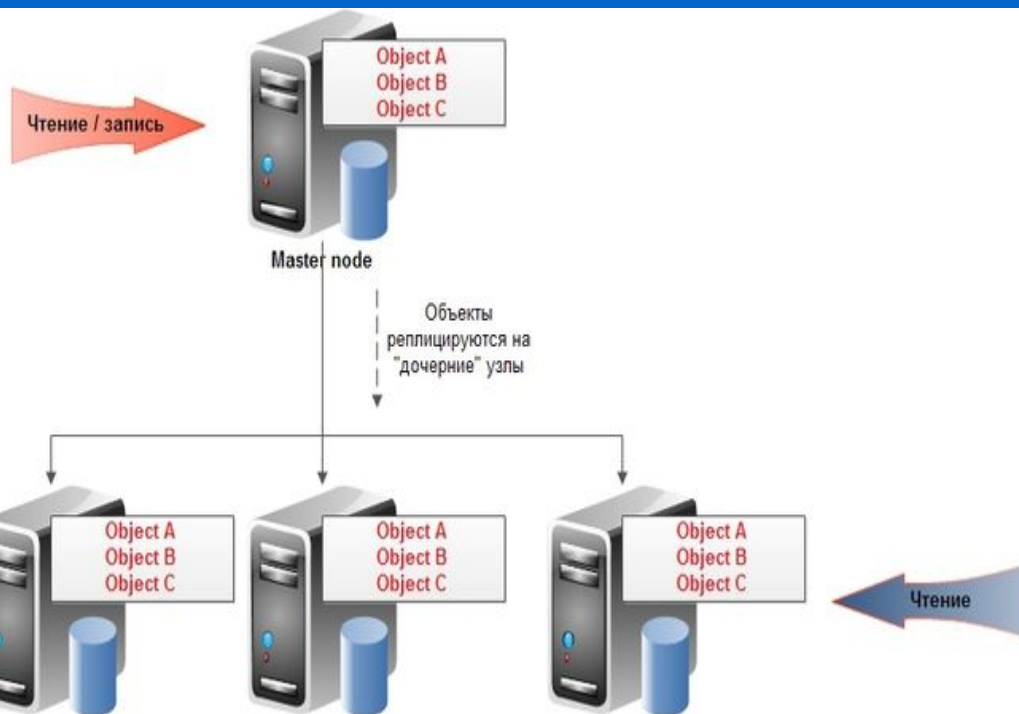 Object A
Object B
Object C
Чтение / запись
Master node
Объекты
реплицируются на
"дочерние" узлы
Object A
Object B
Object C
Object A
Object B
Object C
Object A
Object B
Object C
Чтение